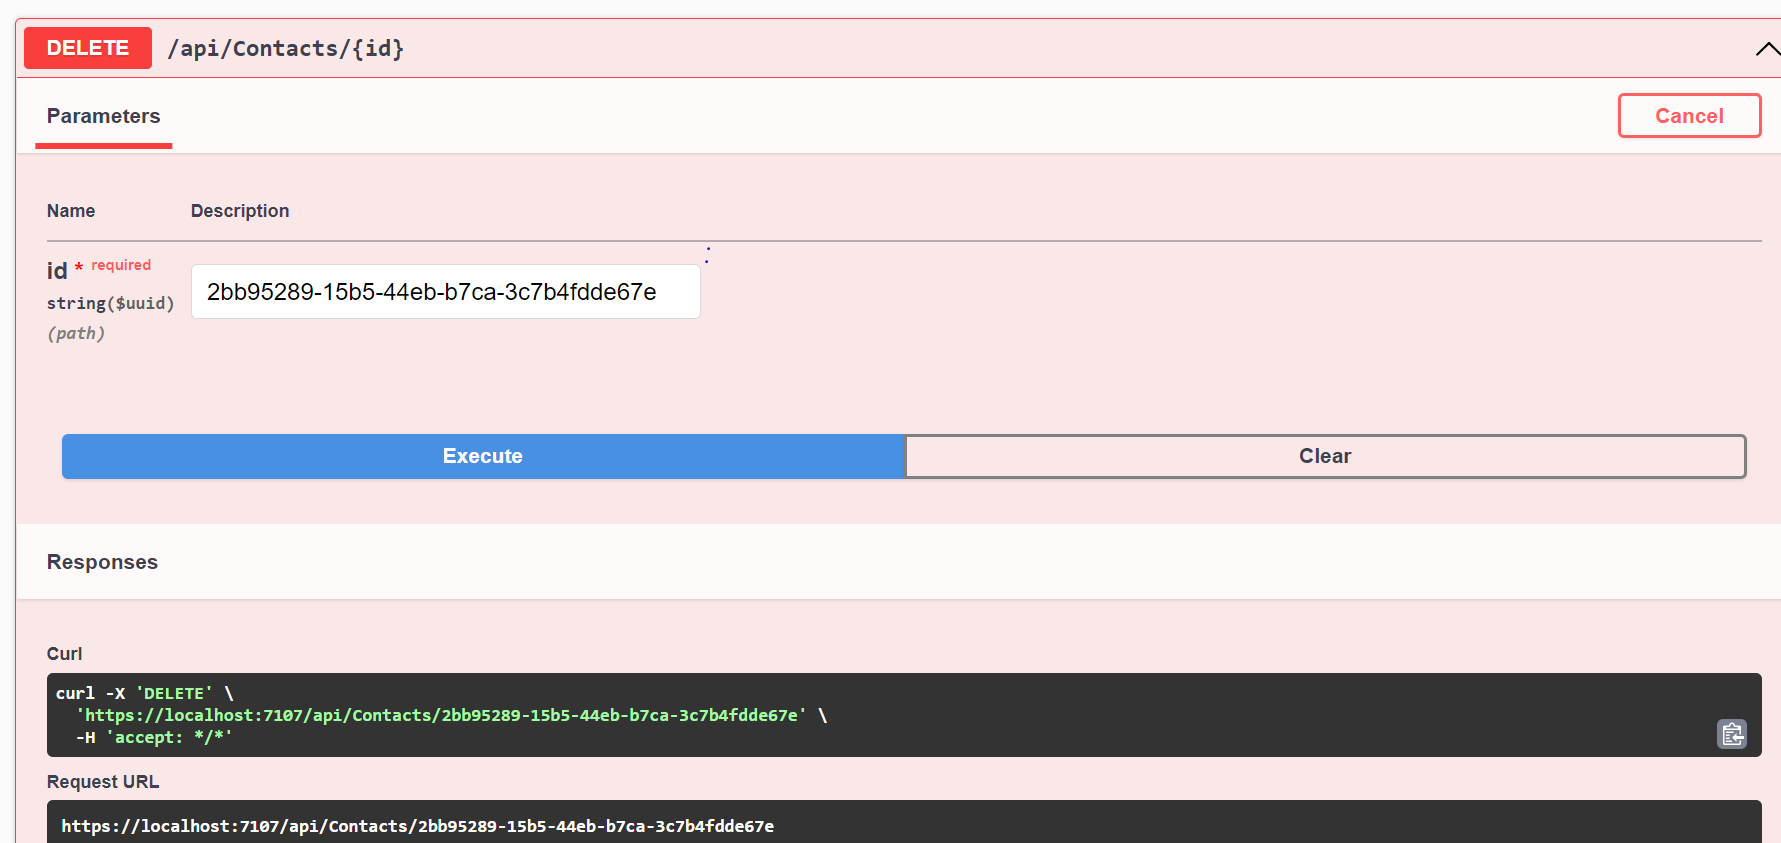 DELETE /api/Contacts/{id}
Parameters
Cancel
Name Description
id * required
string($uuid)
(path)
2bb95289-15b5-44eb-b7ca-3c7b4fdde67e
Execute Clear
Responses
Curl
curl -X 'DELETE' \
'https://localhost:7107/api/Contacts/2bb95289-15b5-44eb-b7ca-3c7b4fdde67e' \
-H 'accept: */*'
Request URL
https://localhost:7107/api/Contacts/2bb95289-15b5-44eb-b7ca-3c7b4fdde67e